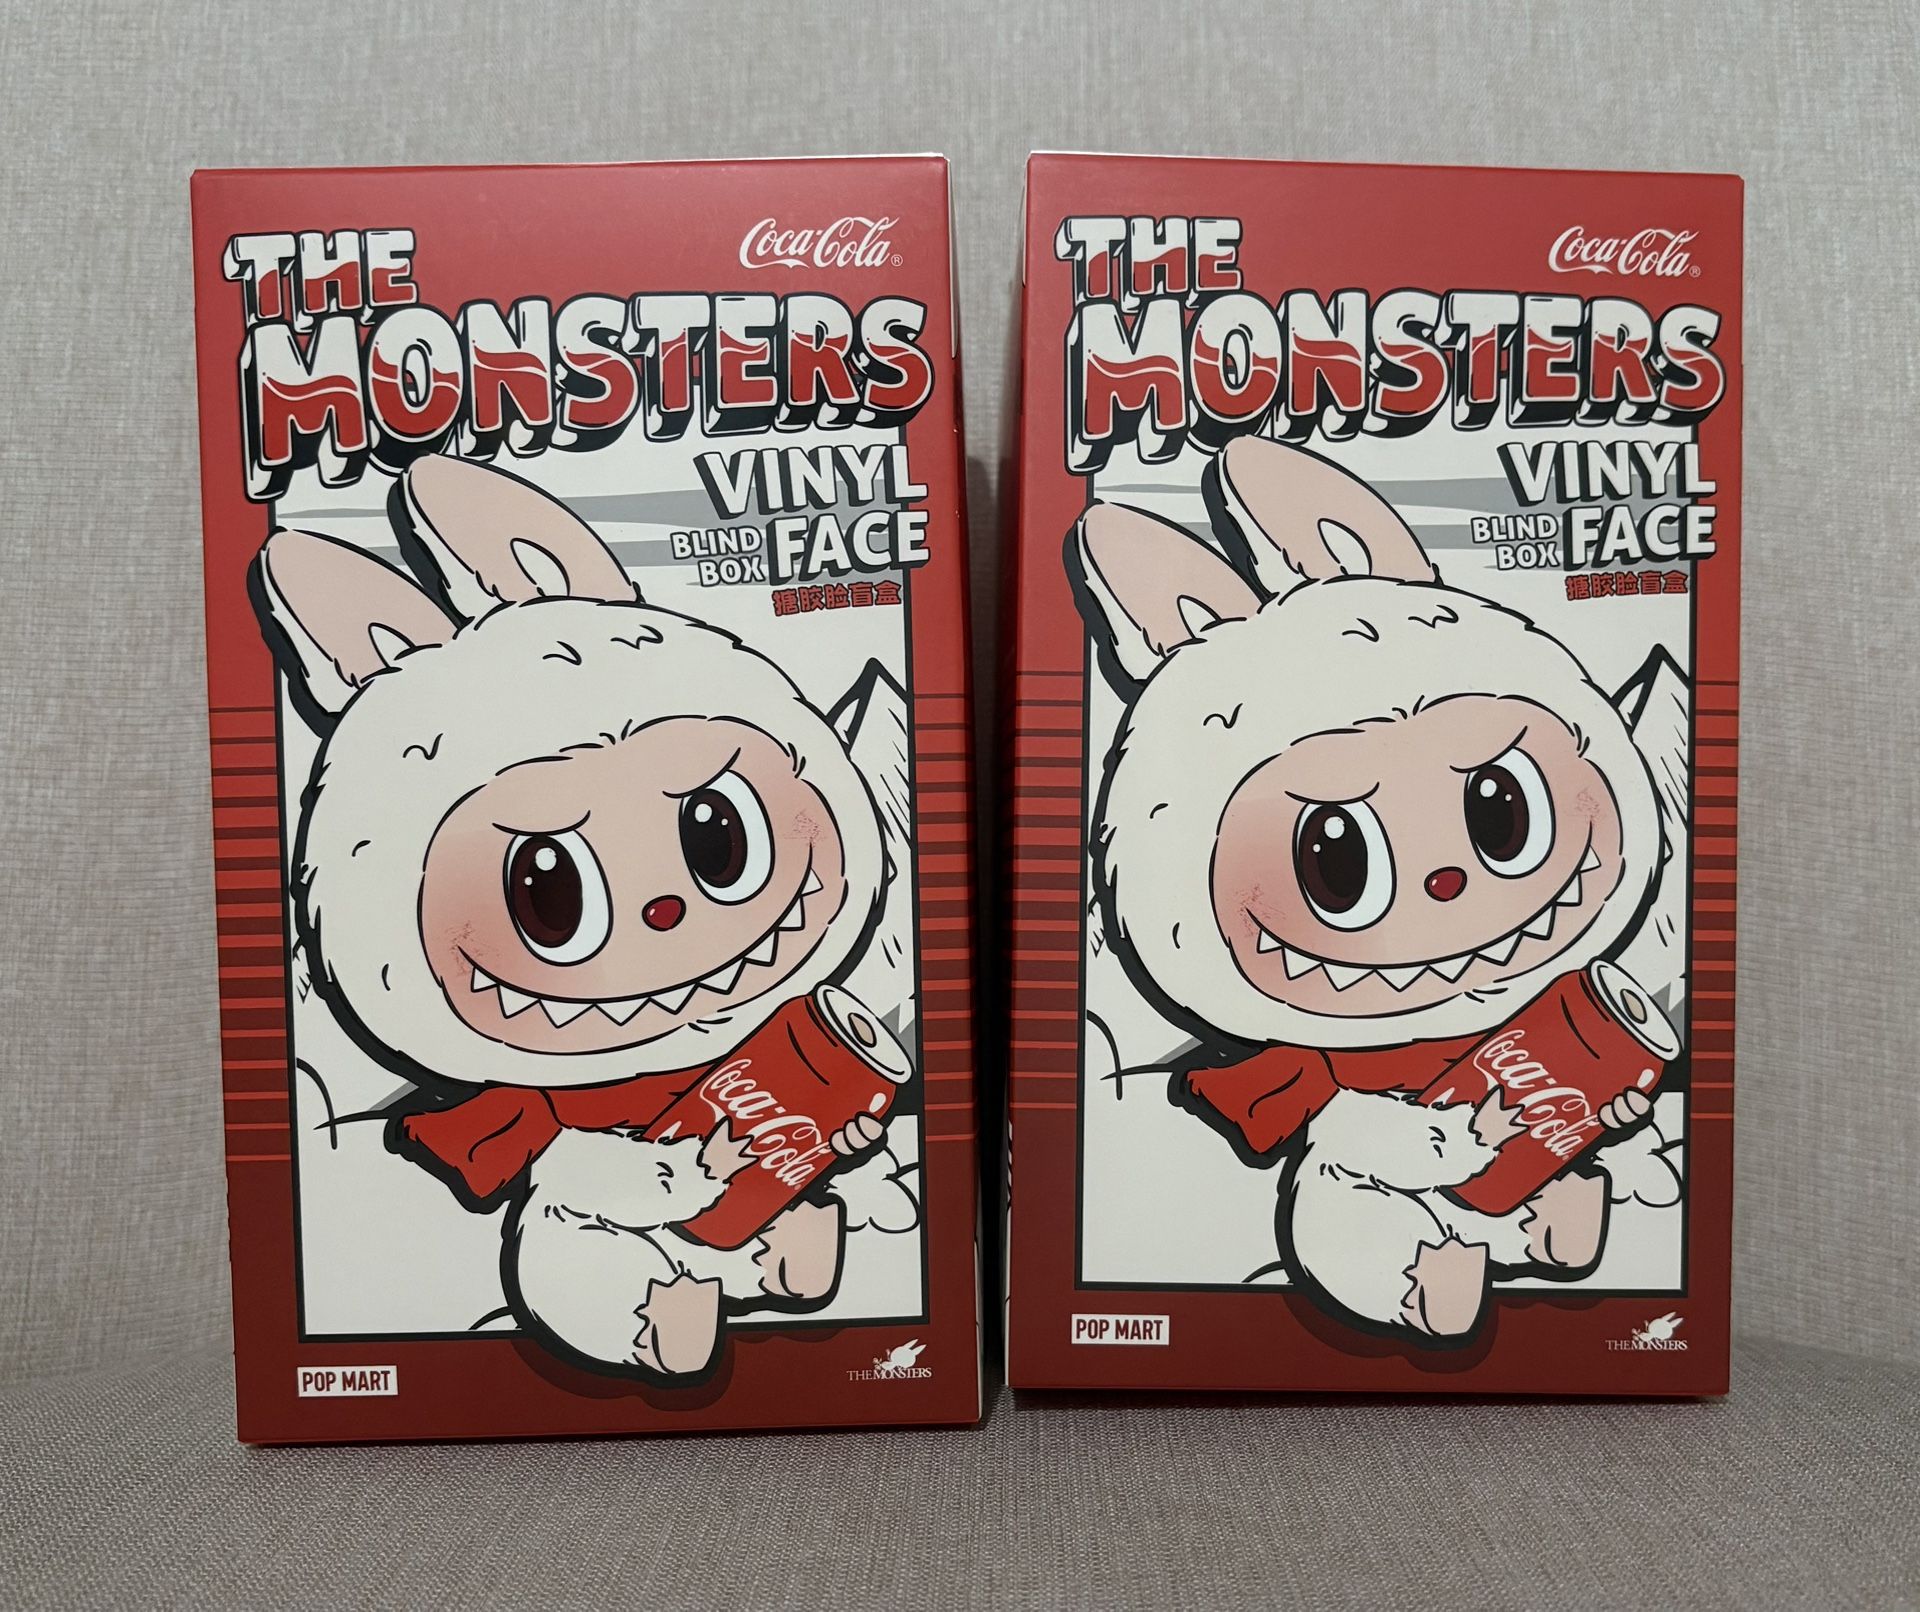 Coca-Cola®
THE
MONSTERS
VINYL
BLIND BOX FACE
搪胶脸盲盒
Coca-Cola
POP MART
THE MONSTERS
Coca-Cola®
THE
MONSTERS
VINYL
BLIND BOX FACE
搪胶脸盲盒
Coca-Cola
POP MART
THE MONSTERS